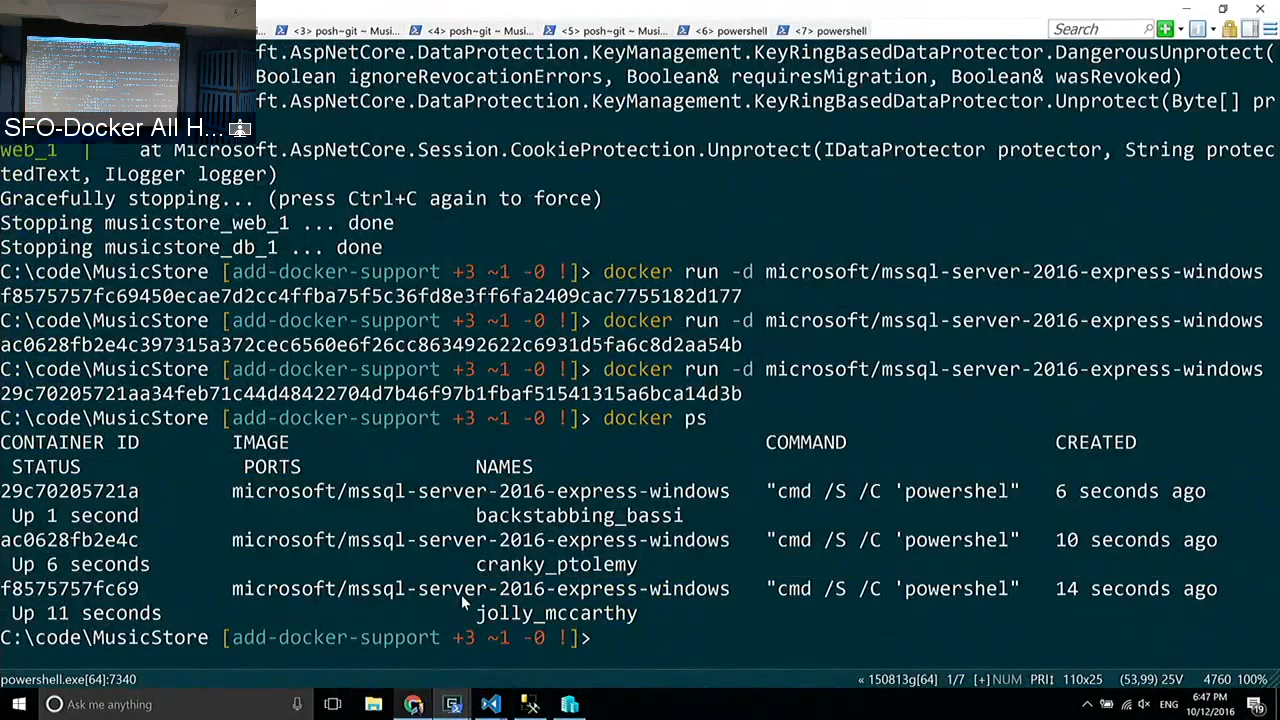 <3> posh~git ~ Musi... <4> posh~git ~ Musi... <5> posh~git ~ Musi... <6> powershell <7> powershell Search
ft.AspNetCore.DataProtection.KeyManagement.KeyRingBasedDataProtector.DangerousUnprotect(
Boolean ignoreRevocationErrors, Boolean& requiresMigration, Boolean& wasRevoked)
ft.AspNetCore.DataProtection.KeyManagement.KeyRingBasedDataProtector.Unprotect(Byte[] pr
SFO-Docker All H...
web_1 | at Microsoft.AspNetCore.Session.CookieProtection.Unprotect(IDataProtector protector, String protec
tedText, ILogger logger)
Gracefully stopping... (press Ctrl+C again to force)
Stopping musicstore_web_1 ... done
Stopping musicstore_db_1 ... done
C:\code\MusicStore [add-docker-support +3 ~1 -0 !]> docker run -d microsoft/mssql-server-2016-express-windows
f8575757fc69450ecae7d2cc4ffba75f5c36fd8e3ff6fa2409cac7755182d177
C:\code\MusicStore [add-docker-support +3 ~1 -0 !]> docker run -d microsoft/mssql-server-2016-express-windows
ac0628fb2e4c397315a372cec6560e6f26cc863492622c6931d5fa6c8d2aa54b
C:\code\MusicStore [add-docker-support +3 ~1 -0 !]> docker run -d microsoft/mssql-server-2016-express-windows
29c70205721aa34feb71c44d48422704d7b46f97b1fbaf51541315a6bca14d3b
C:\code\MusicStore [add-docker-support +3 ~1 -0 !]> docker ps
CONTAINER ID IMAGE COMMAND CREATED
STATUS PORTS NAMES
29c70205721a microsoft/mssql-server-2016-express-windows "cmd /S /C 'powershel" 6 seconds ago
Up 1 second backstabbing_bassi
ac0628fb2e4c microsoft/mssql-server-2016-express-windows "cmd /S /C 'powershel" 10 seconds ago
Up 6 seconds cranky_ptolemy
f8575757fc69 microsoft/mssql-server-2016-express-windows "cmd /S /C 'powershel" 14 seconds ago
Up 11 seconds jolly_mccarthy
C:\code\MusicStore [add-docker-support +3 ~1 -0 !]>
powershell.exe[64]:7340 « 150813g[64] 1/7 [+] NUM PRI↕ 110x25 (53,99) 25V 4760 100%
Ask me anything ENG 6:47 PM
10/12/2016 19